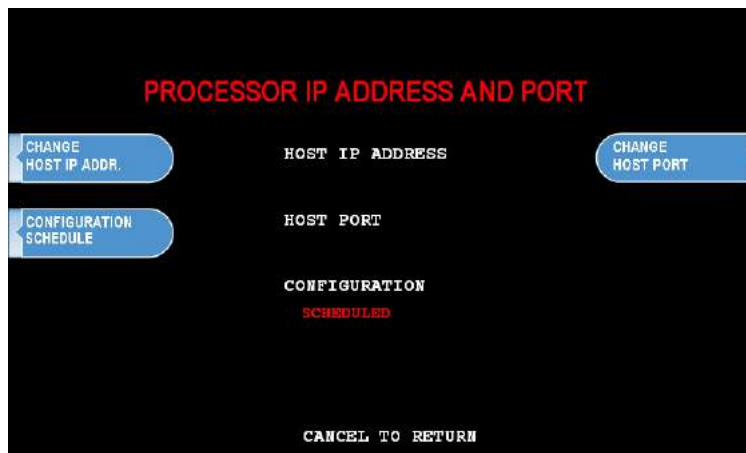 PROCESSOR IP ADDRESS AND PORT
CHANGE
HOST IP ADDR.
HOST IP ADDRESS
CHANGE
HOST PORT
CONFIGURATION
SCHEDULE
HOST PORT
CONFIGURATION
SCHEDULED
CANCEL TO RETURN